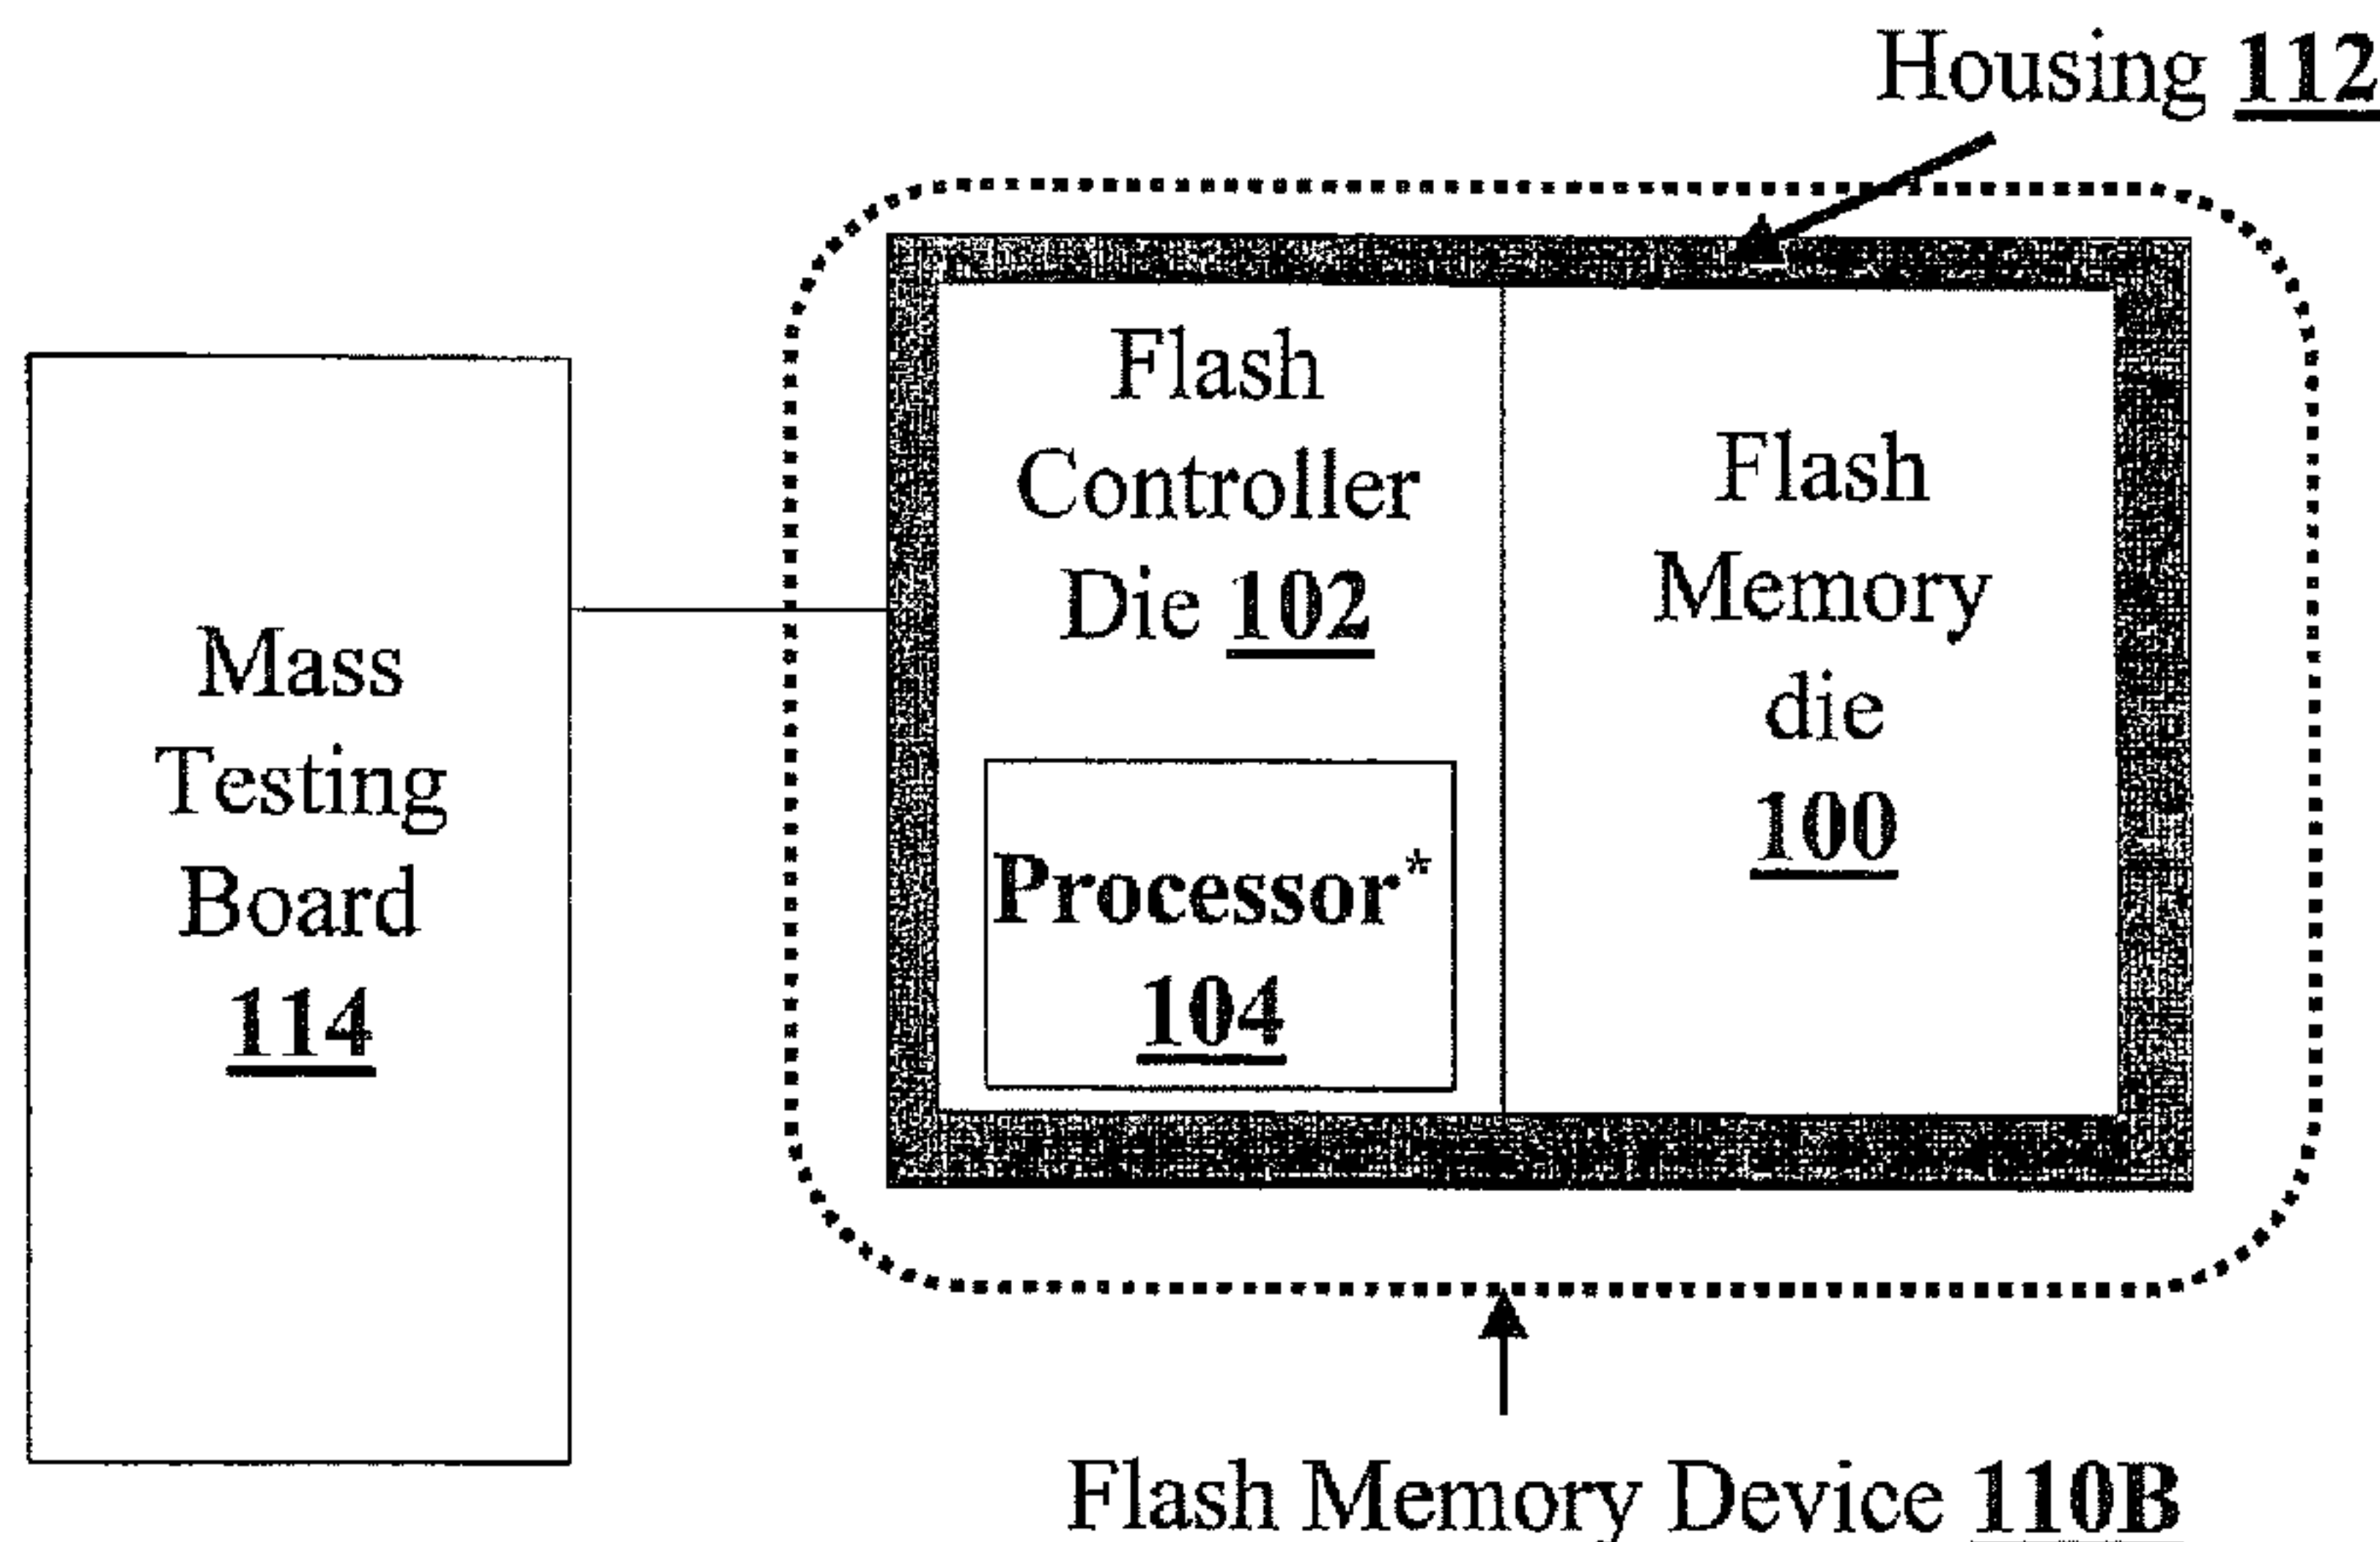 Housing 112
Flash
Controller
Die 102
Flash
Memory
die
100
Mass
Testing
Board
114
Processor*
104
Flash Memory Device 110B